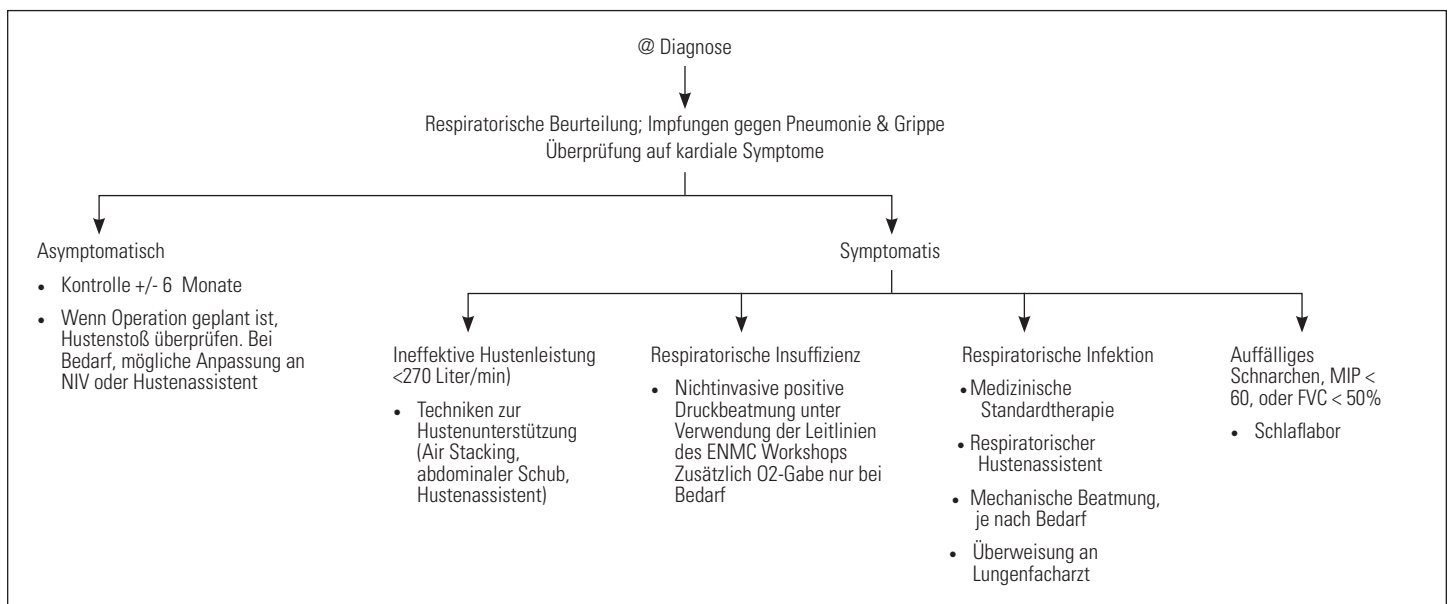 @ Diagnose
Respiratorische Beurteilung; Impfungen gegen Pneumonie & Grippe
Überprüfung auf kardiale Symptome
Asymptomatisch
• Kontrolle +/- 6 Monate
• Wenn Operation geplant ist,
Hustenstoß überprüfen. Bei
Bedarf, mögliche Anpassung an
NIV oder Hustenassistent
Symptomatis
Ineffektive Hustenleistung
<270 Liter/min)
• Techniken zur
Hustenunterstützung
(Air Stacking,
abdominaler Schub,
Hustenassistent)
Respiratorische Insuffizienz
• Nichtinvasive positive
Druckbeatmung unter
Verwendung der Leitlinien
des ENMC Workshops
Zusätzlich O2-Gabe nur bei
Bedarf
Respiratorische Infektion
• Medizinische
Standardtherapie
• Respiratorischer
Hustenassistent
• Mechanische Beatmung,
je nach Bedarf
• Überweisung an
Lungenfacharzt
Auffälliges
Schnarchen, MIP <
60, oder FVC < 50%
• Schlaflabor